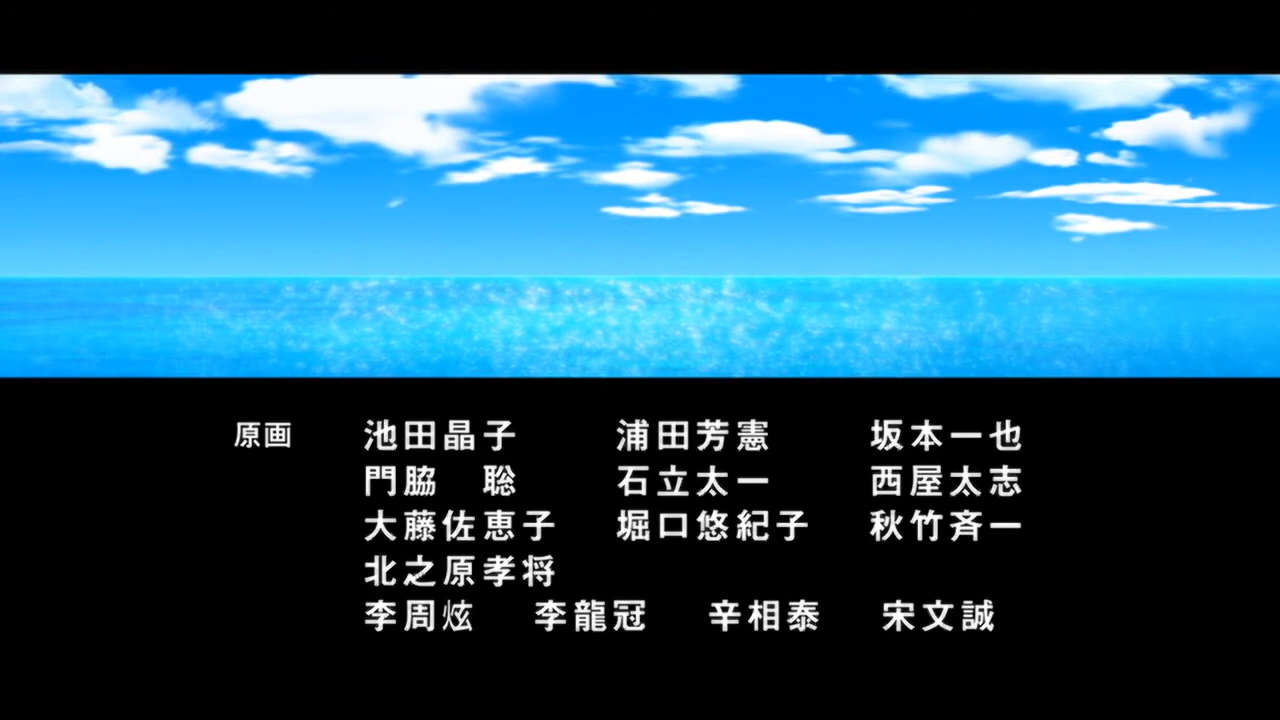 原画 池田晶子 浦田芳憲 坂本一也
門脇 聡 石立太一 西屋太志
大藤佐恵子 堀口悠紀子 秋竹斉一
北之原孝将
李周炫 李龍冠 辛相泰 宋文誠